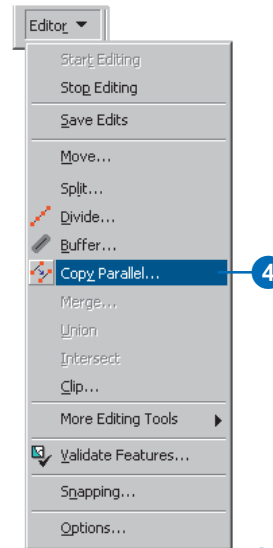 Editor
Start Editing
Stop Editing
Save Edits
Move...
Split...
Divide...
Buffer...
Copy Parallel...
4
Merge...
Union
Intersect
Clip...
More Editing Tools
Validate Features...
Snapping...
Options...